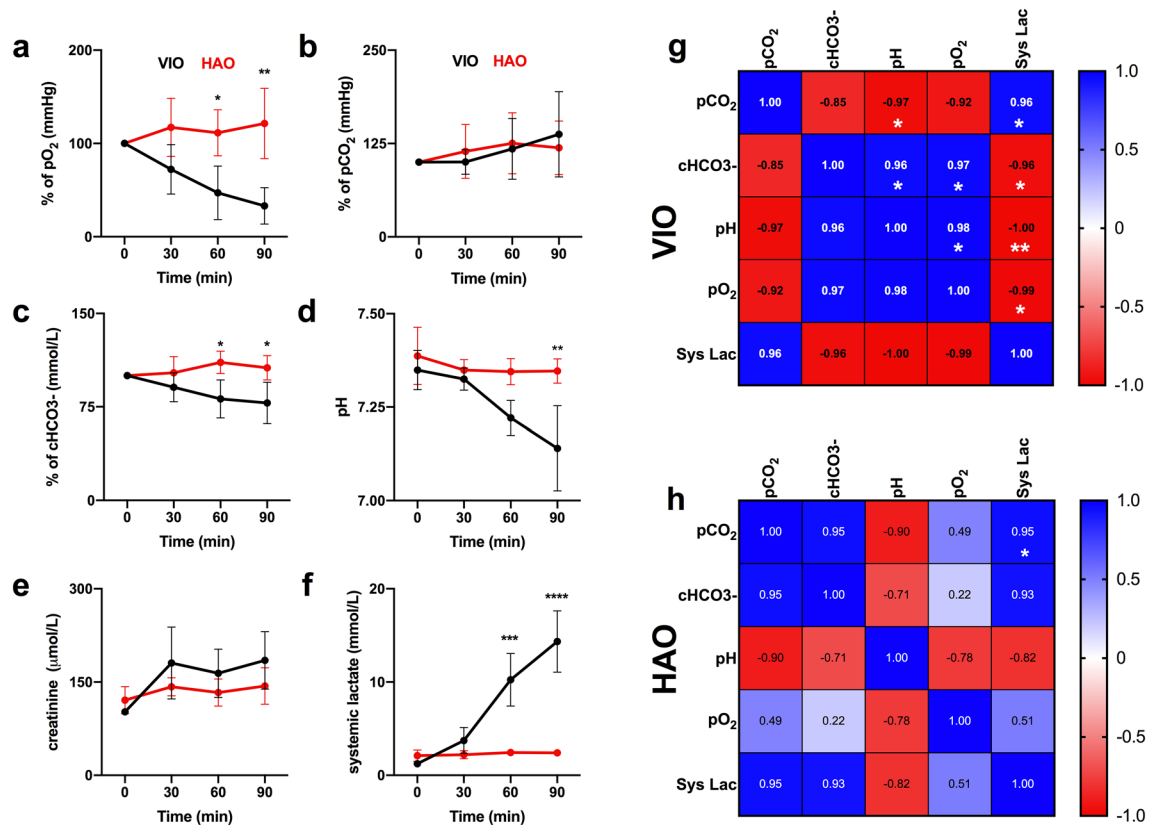 a
VIO HAO
% of pO2 (mmHg)
200
100
0
*
**
0 30 60 90
Time (min)
b
VIO HAO
% of pCO2 (mmHg)
250
125
0
0 30 60 90
Time (min)
c
% of cHCO3- (mmol/L)
150
75
0
*
*
0 30 60 90
Time (min)
d
pH
7.50
7.25
7.00
**
0 30 60 90
Time (min)
e
creatinine (μmol/L)
300
150
0
0 30 60 90
Time (min)
f
systemic lactate (mmol/L)
20
10
0
***
****
0 30 60 90
Time (min)
g
VIO
pCO2 cHCO3- pH pO2 Sys Lac
pCO2 1.00 -0.85 -0.97 * -0.92 0.96 *
cHCO3- -0.85 1.00 0.96 * 0.97 * -0.96 *
pH -0.97 0.96 1.00 0.98 * -1.00 **
pO2 -0.92 0.97 0.98 1.00 -0.99 *
Sys Lac 0.96 -0.96 -1.00 -0.99 1.00
1.0
0.5
0
-0.5
-1.0
h
HAO
pCO2 cHCO3- pH pO2 Sys Lac
pCO2 1.00 0.95 -0.90 0.49 0.95 *
cHCO3- 0.95 1.00 -0.71 0.22 0.93
pH -0.90 -0.71 1.00 -0.78 -0.82
pO2 0.49 0.22 -0.78 1.00 0.51
Sys Lac 0.95 0.93 -0.82 0.51 1.00
1.0
0.5
0
-0.5
-1.0